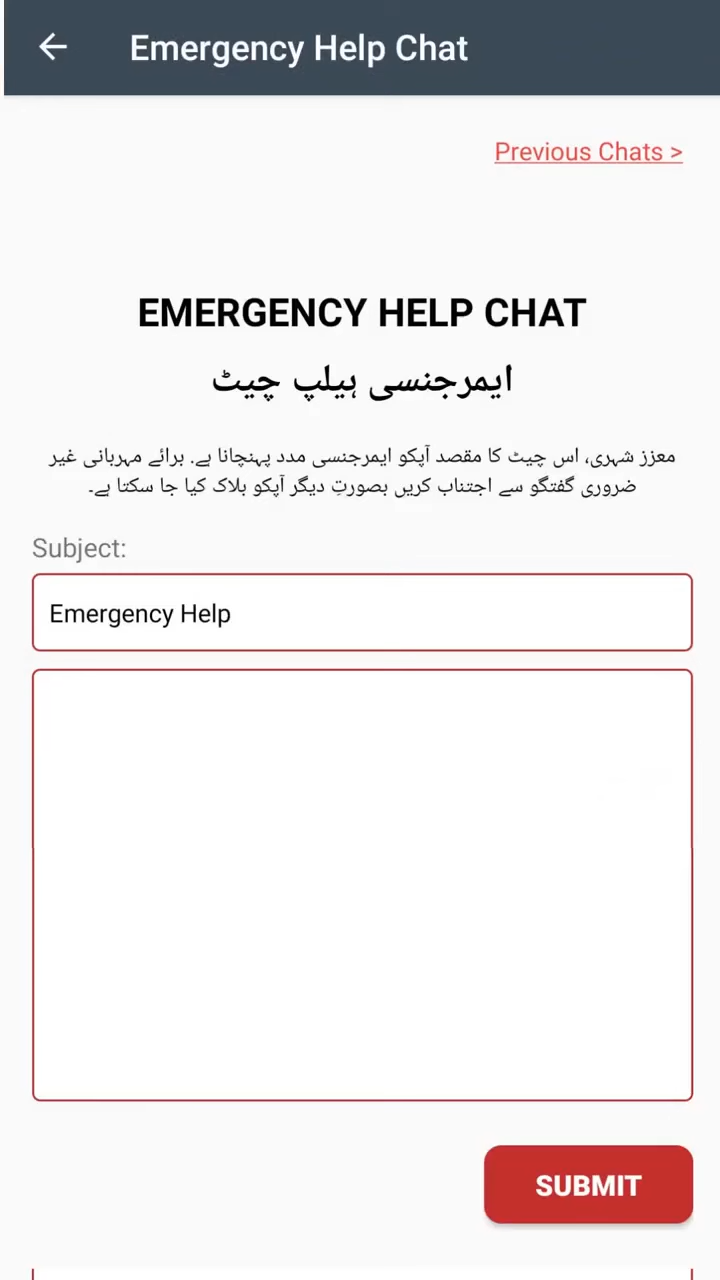 Emergency Help Chat
Previous Chats >
EMERGENCY HELP CHAT
ایمرجنسی ہیلپ چیٹ
معزز شہری، اس چیٹ کا مقصد آپکو ایمرجنسی مدد پہنچانا ہے. برائے مہربانی غیر
ضروری گفتگو سے اجتناب کریں بصورتِ دیگر آپکو بلاک کیا جا سکتا ہے۔
Subject:
Emergency Help
SUBMIT